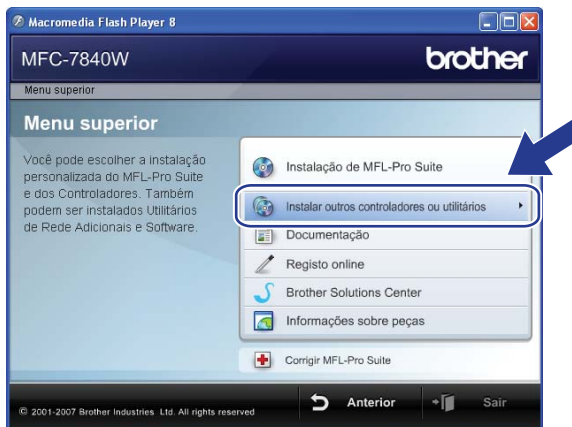 Macromedia Flash Player 8
MFC-7840W
brother
Menu superior
Menu superior
Você pode escolher a instalação
personalizada do MFL-Pro Suite
e dos Controladores. Também
podem ser instalados Utilitários
de Rede Adicionais e Software.
Instalação de MFL-Pro Suite
Instalar outros controladores ou utilitários
Documentação
Registo online
Brother Solutions Center
Informações sobre peças
Corrigir MFL-Pro Suite
© 2001-2007 Brother Industries Ltd. All rights reserved
Anterior
Sair